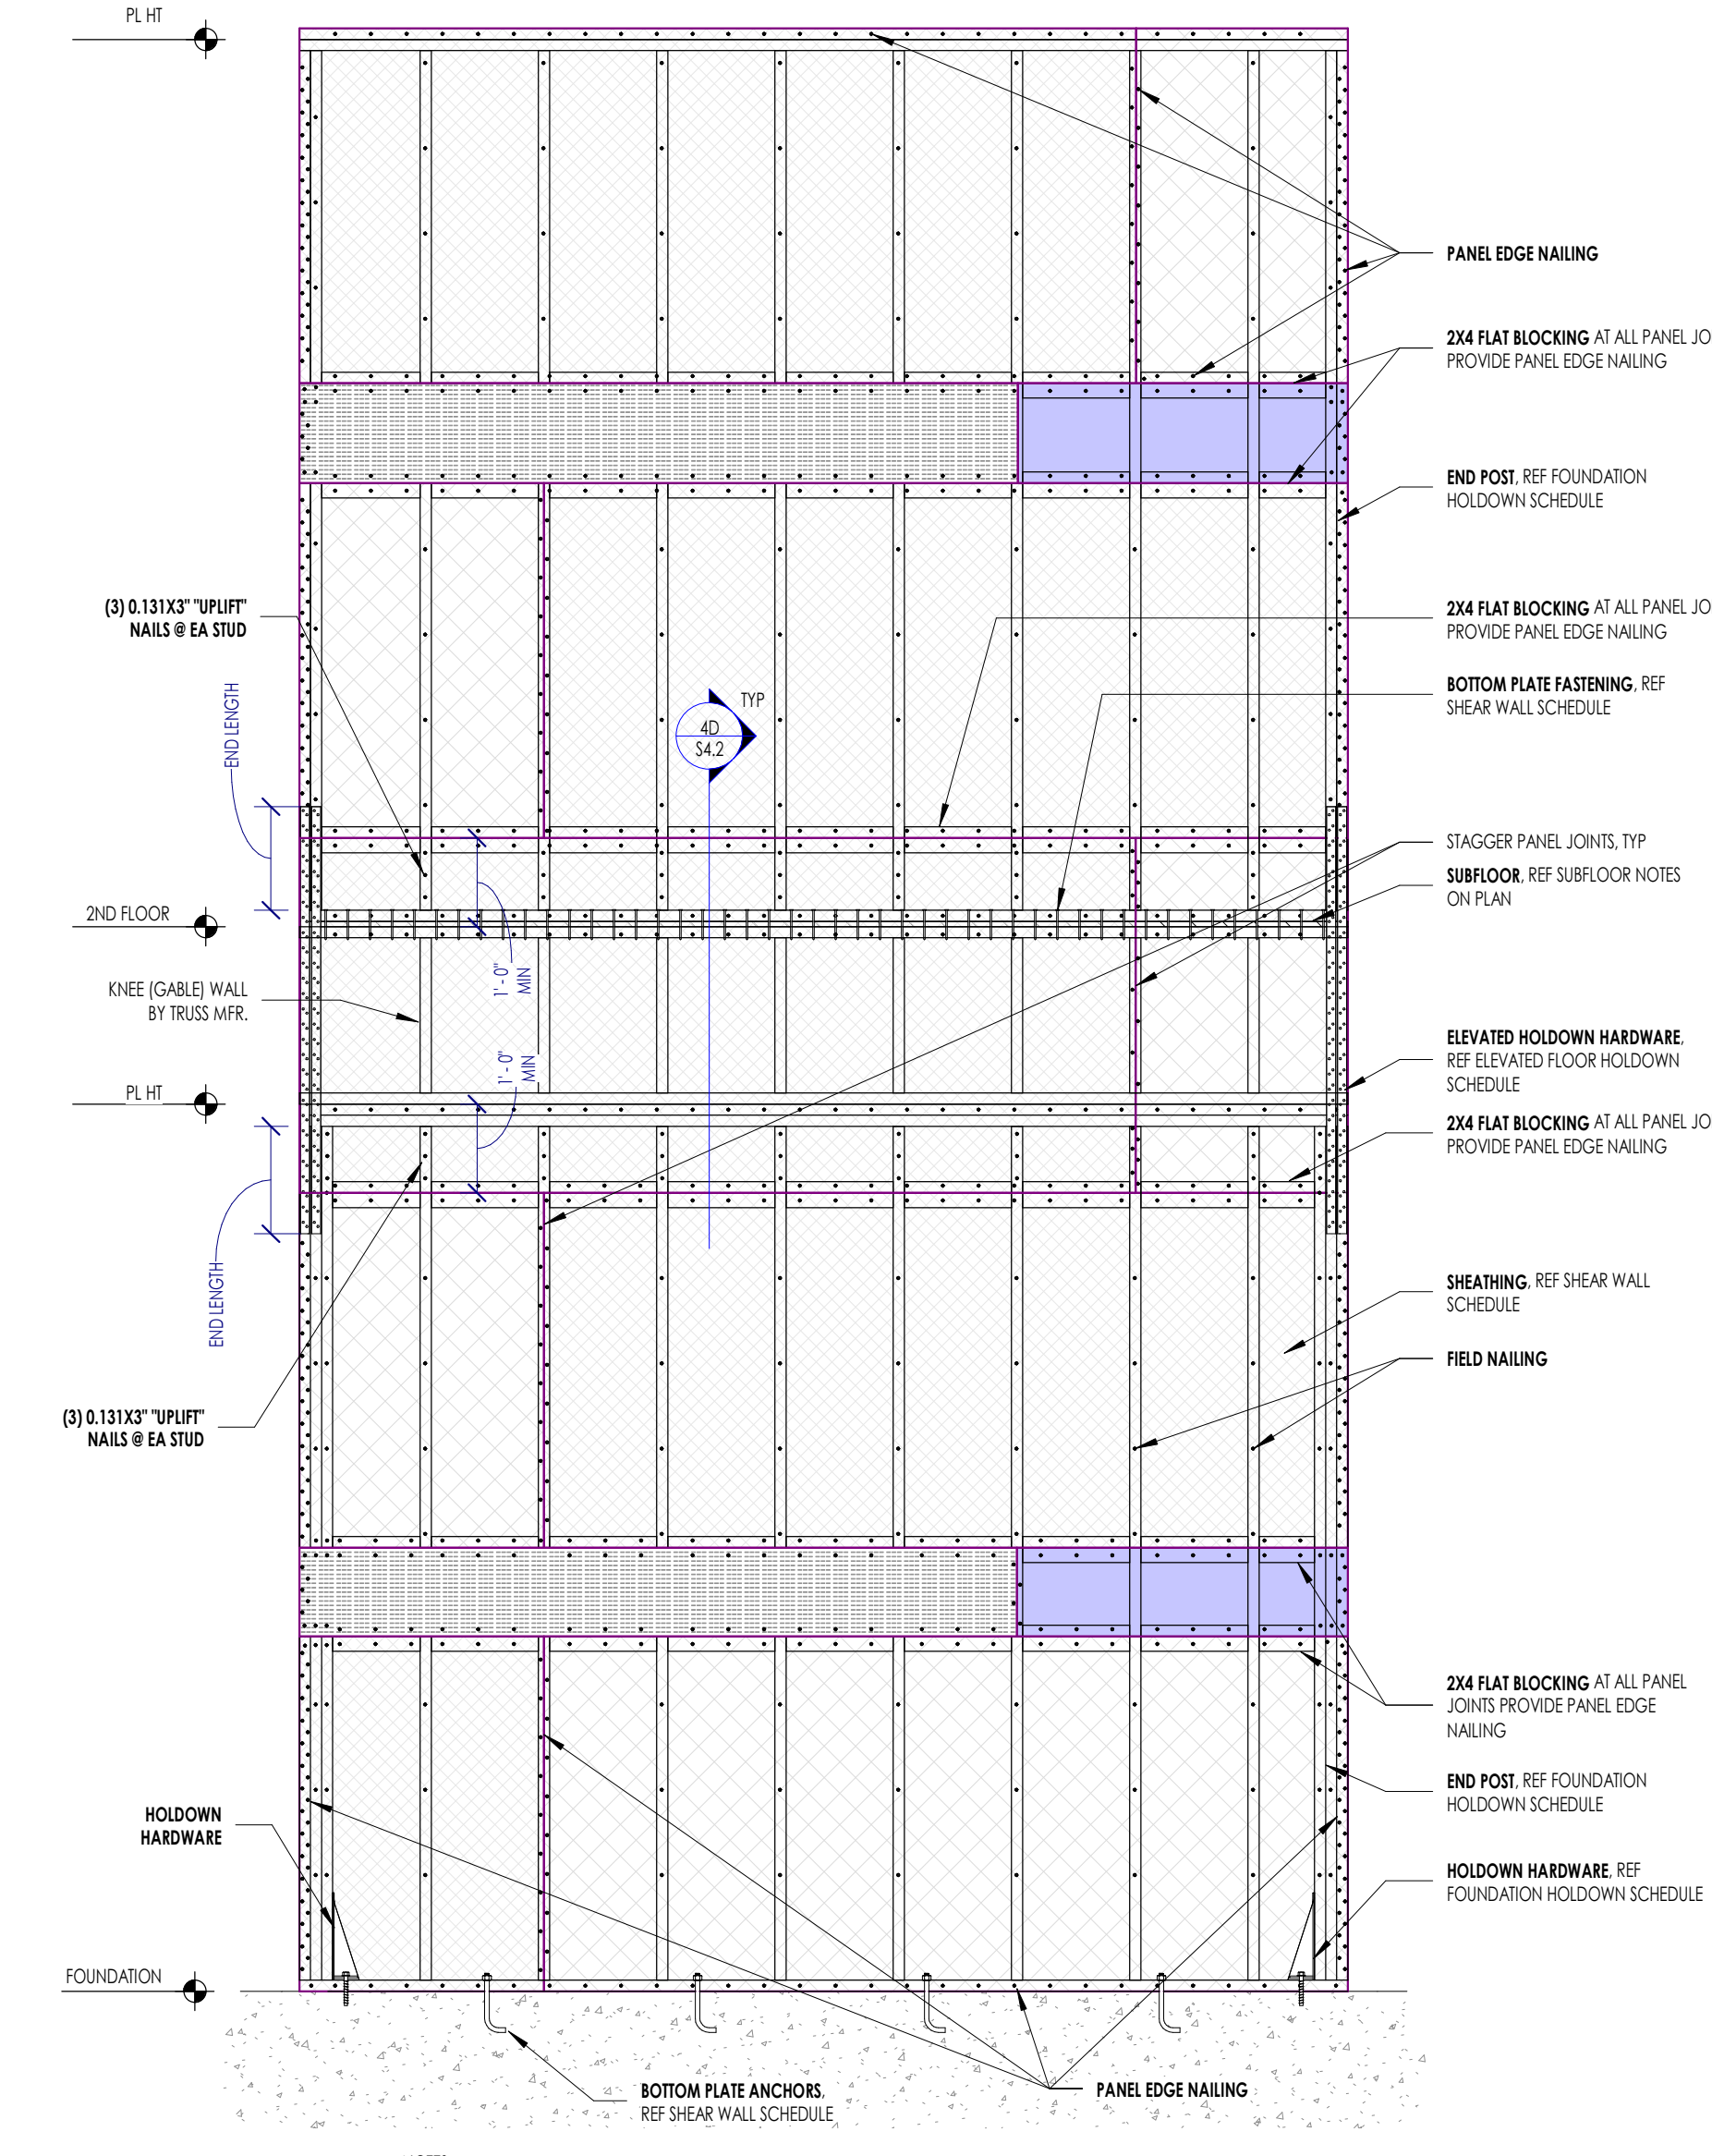 PL HT
PANEL EDGE NAILING
2X4 FLAT BLOCKING AT ALL PANEL JO
PROVIDE PANEL EDGE NAILING
END POST, REF FOUNDATION
HOLDOWN SCHEDULE
(3) 0.131X3" "UPLIFT"
NAILS @ EA STUD
2X4 FLAT BLOCKING AT ALL PANEL JO
PROVIDE PANEL EDGE NAILING
END LENGTH
BOTTOM PLATE FASTENING, REF
SHEAR WALL SCHEDULE
TYP
4D
S4.2
STAGGER PANEL JOINTS, TYP
SUBFLOOR, REF SUBFLOOR NOTES
ON PLAN
2ND FLOOR
1'- 0"
MIN
KNEE (GABLE) WALL
BY TRUSS MFR.
ELEVATED HOLDOWN HARDWARE,
REF ELEVATED FLOOR HOLDOWN
SCHEDULE
1'- 0"
MIN
PL HT
2X4 FLAT BLOCKING AT ALL PANEL JO
PROVIDE PANEL EDGE NAILING
END LENGTH
SHEATHING, REF SHEAR WALL
SCHEDULE
FIELD NAILING
(3) 0.131X3" "UPLIFT"
NAILS @ EA STUD
2X4 FLAT BLOCKING AT ALL PANEL
JOINTS PROVIDE PANEL EDGE
NAILING
END POST, REF FOUNDATION
HOLDOWN SCHEDULE
HOLDOWN
HARDWARE
HOLDOWN HARDWARE, REF
FOUNDATION HOLDOWN SCHEDULE
FOUNDATION
BOTTOM PLATE ANCHORS,
REF SHEAR WALL SCHEDULE
PANEL EDGE NAILING